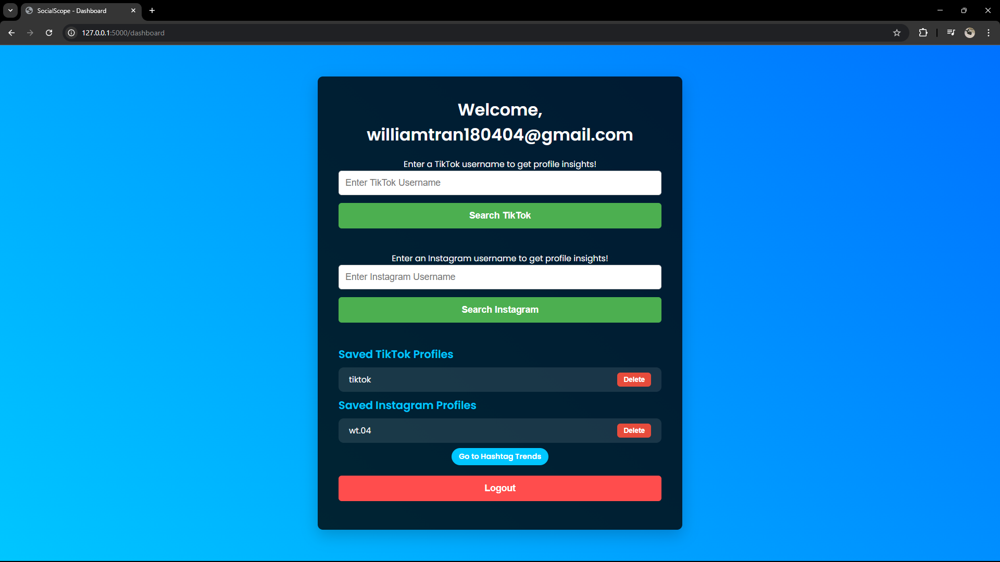 SocialScope - Dashboard
127.0.0.1:5000/dashboard
Welcome,
williamtran180404@gmail.com
Enter a TikTok username to get profile insights!
Enter TikTok Username
Search TikTok
Enter an Instagram username to get profile insights!
Enter Instagram Username
Search Instagram
Saved TikTok Profiles
tiktok Delete
Saved Instagram Profiles
wt.04 Delete
Go to Hashtag Trends
Logout